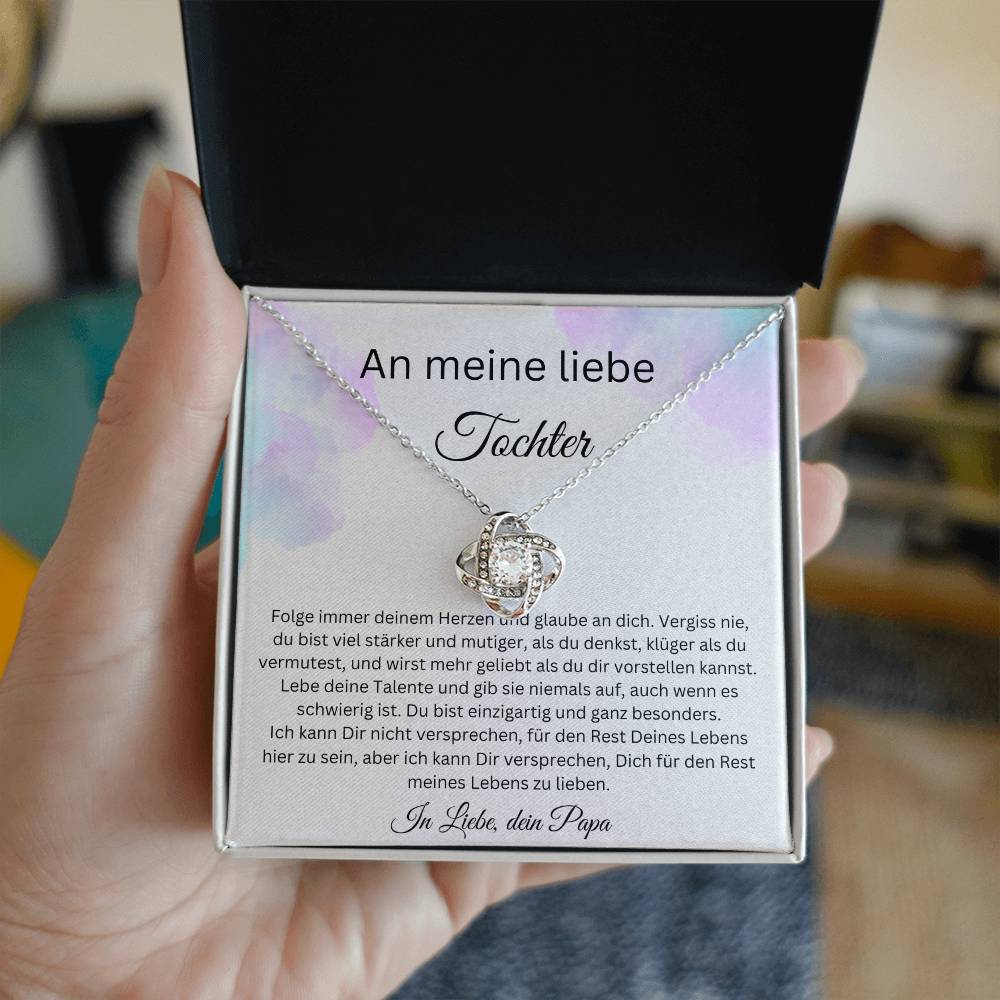 An meine liebe
Tochter
Folge immer deinem Herzen und glaube an dich. Vergiss nie,
du bist viel stärker und mutiger, als du denkst, klüger als du
vermutest, und wirst mehr geliebt als du dir vorstellen kannst.
Lebe deine Talente und gib sie niemals auf, auch wenn es
schwierig ist. Du bist einzigartig und ganz besonders.
Ich kann Dir nicht versprechen, für den Rest Deines Lebens
hier zu sein, aber ich kann Dir versprechen, Dich für den Rest
meines Lebens zu lieben.
In Liebe, dein Papa